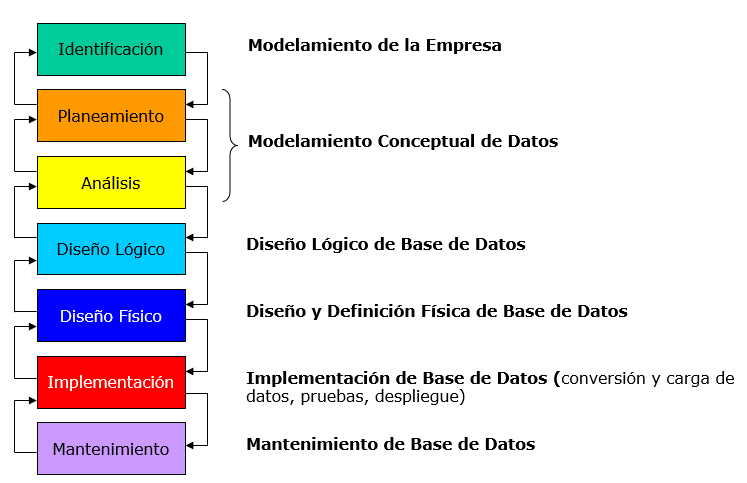 Identificación
Modelamiento de la Empresa
Planeamiento
Modelamiento Conceptual de Datos
Análisis
Diseño Lógico
Diseño Lógico de Base de Datos
Diseño Físico
Diseño y Definición Física de Base de Datos
Implementación
Implementación de Base de Datos (conversión y carga de
datos, pruebas, despliegue)
Mantenimiento
Mantenimiento de Base de Datos